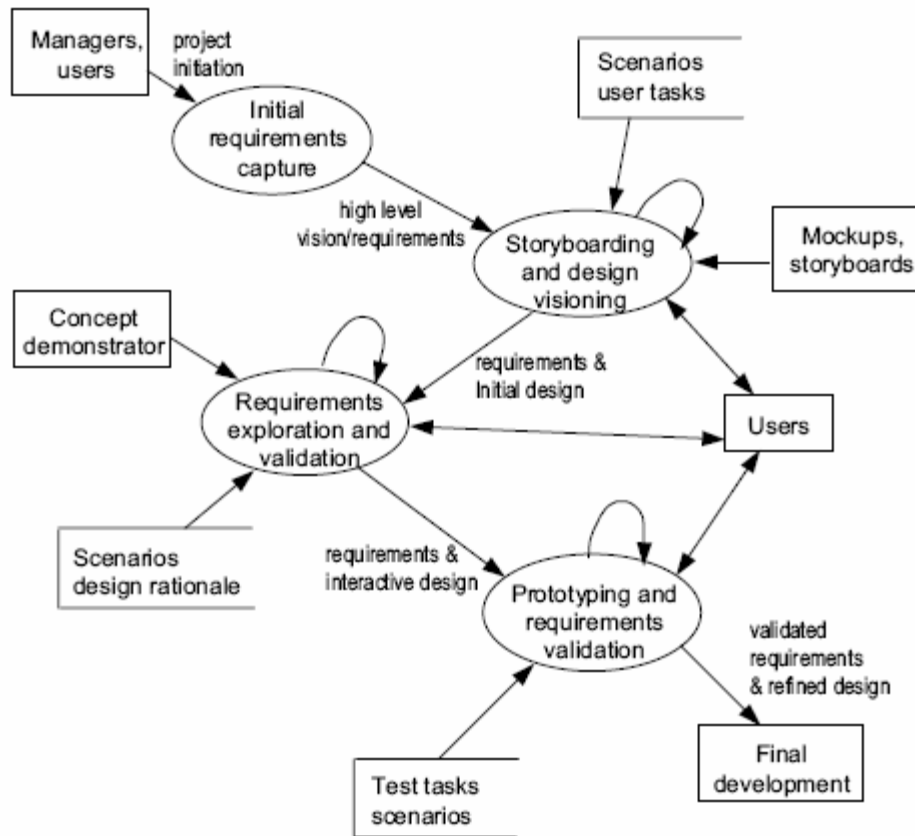 Managers,
users
project
initiation
Initial
requirements
capture
Scenarios
user tasks
high level
vision/requirements
Storyboarding
and design
visioning
Mockups,
storyboards
Concept
demonstrator
requirements &
Initial design
Requirements
exploration and
validation
Users
Scenarios
design rationale
requirements &
interactive design
Prototyping and
requirements
validation
validated
requirements
& refined design
Test tasks
scenarios
Final
development